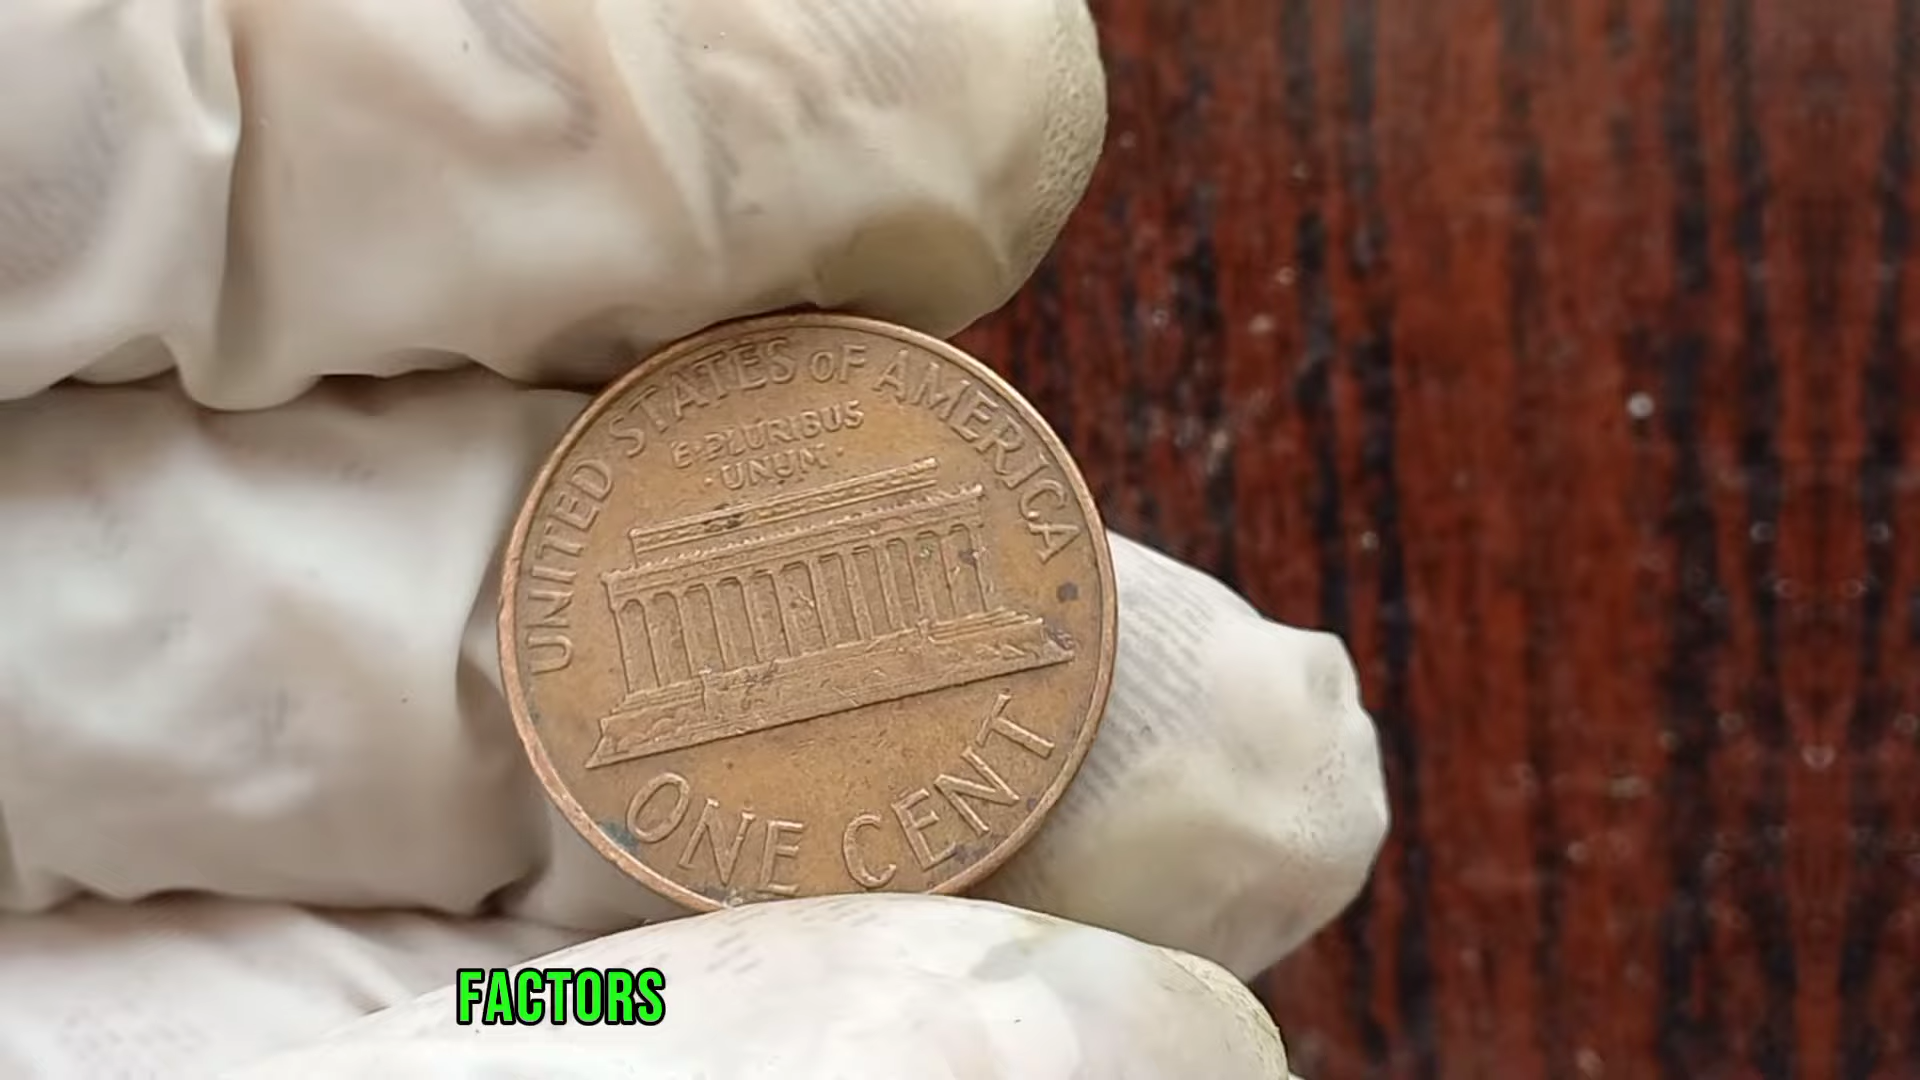 UNITED STATES OF AMERICA
E·PLURIBUS
·UNUM·
ONE CENT
FACTORS